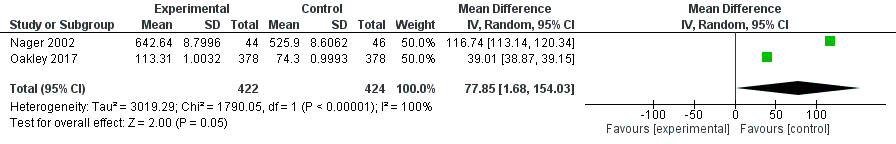 Experimental Control Mean Difference Mean Difference
Study or Subgroup Mean SD Total Mean SD Total Weight IV, Random, 95% CI IV, Random, 95% CI
Nager 2002 642.64 8.7996 44 525.9 8.6062 46 50.0% 116.74 [113.14, 120.34]
Oakley 2017 113.31 1.0032 378 74.3 0.9993 378 50.0% 39.01 [38.87, 39.15]
Total (95% CI) 422 424 100.0% 77.85 [1.68, 154.03]
Heterogeneity: Tau² = 3019.29; Chi² = 1790.05, df = 1 (P < 0.00001); I² = 100%
Test for overall effect: Z = 2.00 (P = 0.05)
-100 -50 0 50 100
Favours [experimental] Favours [control]